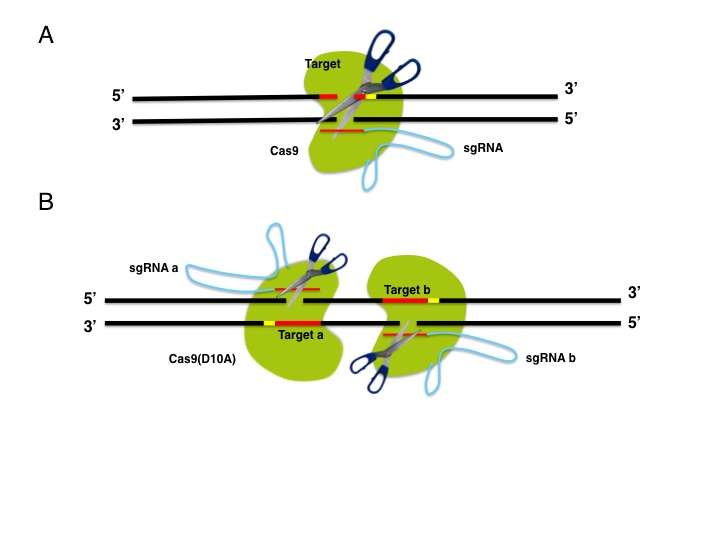 A
Target
5’
3’
3’
5’
Cas9
sgRNA
B
sgRNA a
Target b
5’
3’
3’
5’
Target a
Cas9(D10A)
sgRNA b